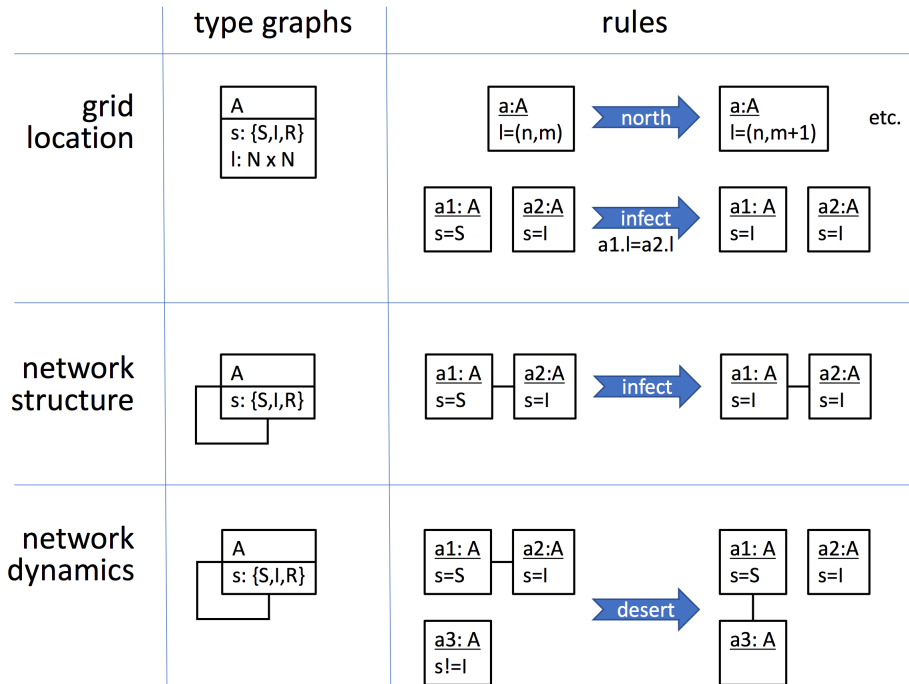 type graphs
rules
grid
location
A
s: {S,I,R}
l: N x N
a:A
l=(n,m)
north
a:A
l=(n,m+1)
etc.
a1: A
s=S
a2:A
s=I
infect
a1.l=a2.l
a1: A
s=I
a2:A
s=I
network
structure
A
s: {S,I,R}
a1: A
s=S
a2:A
s=I
infect
a1: A
s=I
a2:A
s=I
network
dynamics
A
s: {S,I,R}
a1: A
s=S
a2:A
s=I
a3: A
s!=I
desert
a1: A
s=S
a2:A
s=I
a3: A